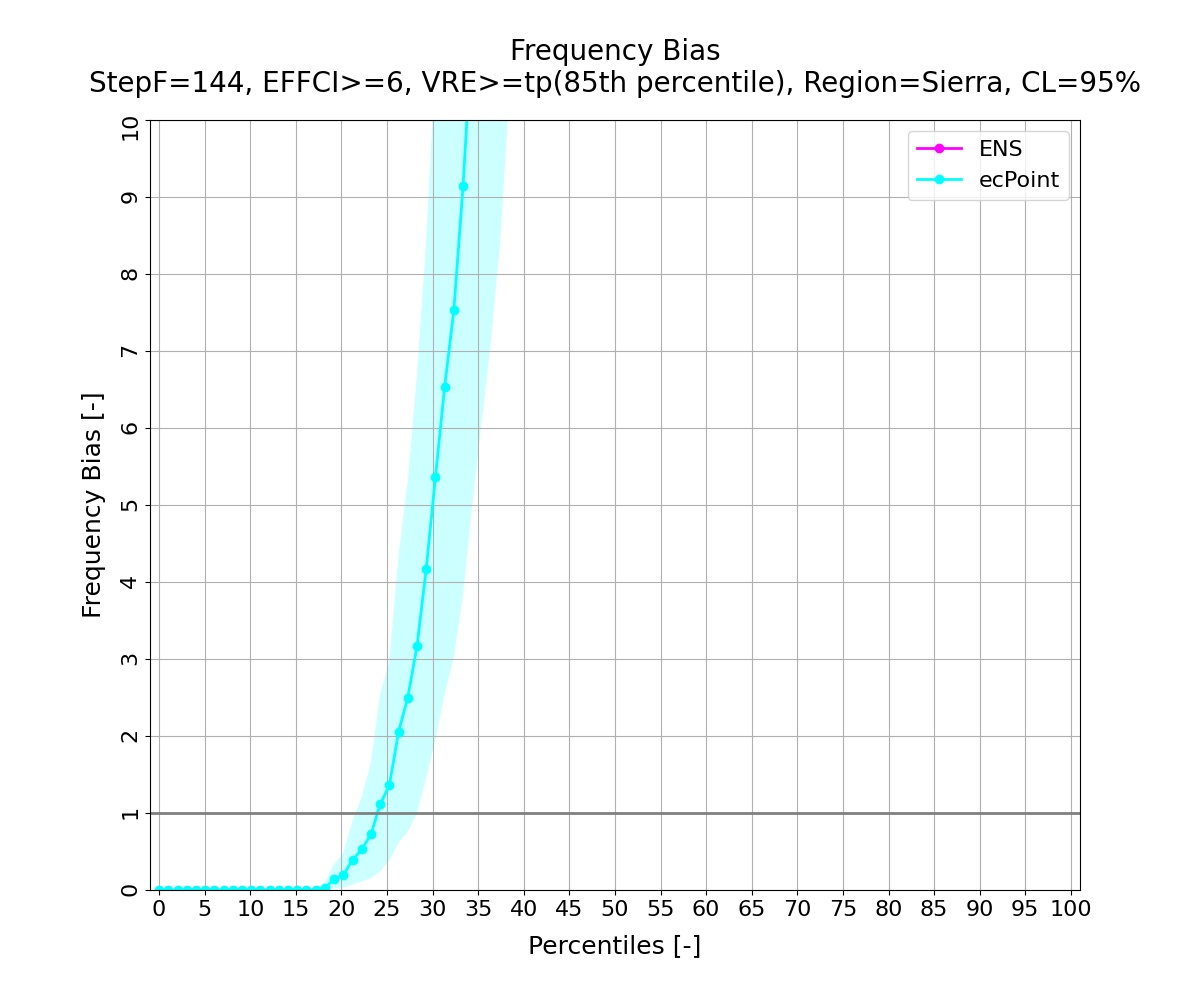 Frequency Bias
StepF=144, EFFCI>=6, VRE>=tp(85th percentile), Region=Sierra, CL=95%
10
9
8
7
6
5
4
3
2
1
0
Frequency Bias [-]
ENS
ecPoint
0 5 10 15 20 25 30 35 40 45 50 55 60 65 70 75 80 85 90 95 100
Percentiles [-]